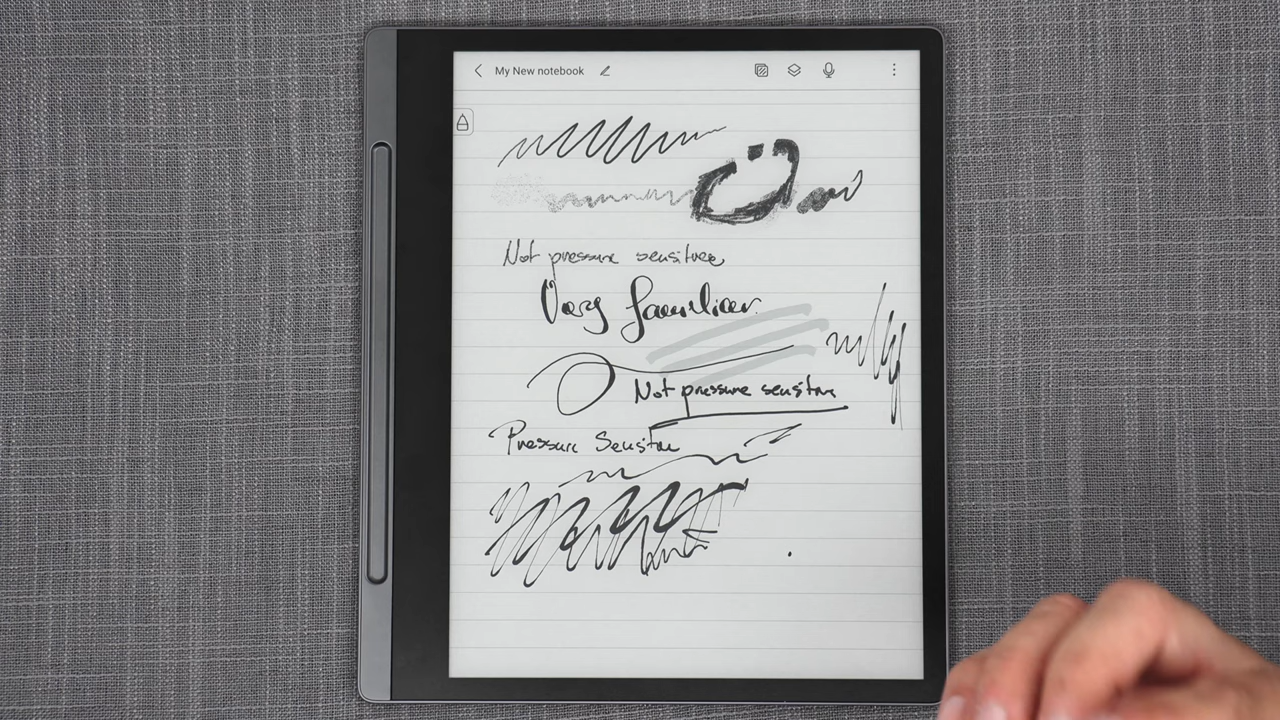 My New notebook
Not pressure sensitive
Very familiar.
Not pressure sensitive
Pressure Sensitive